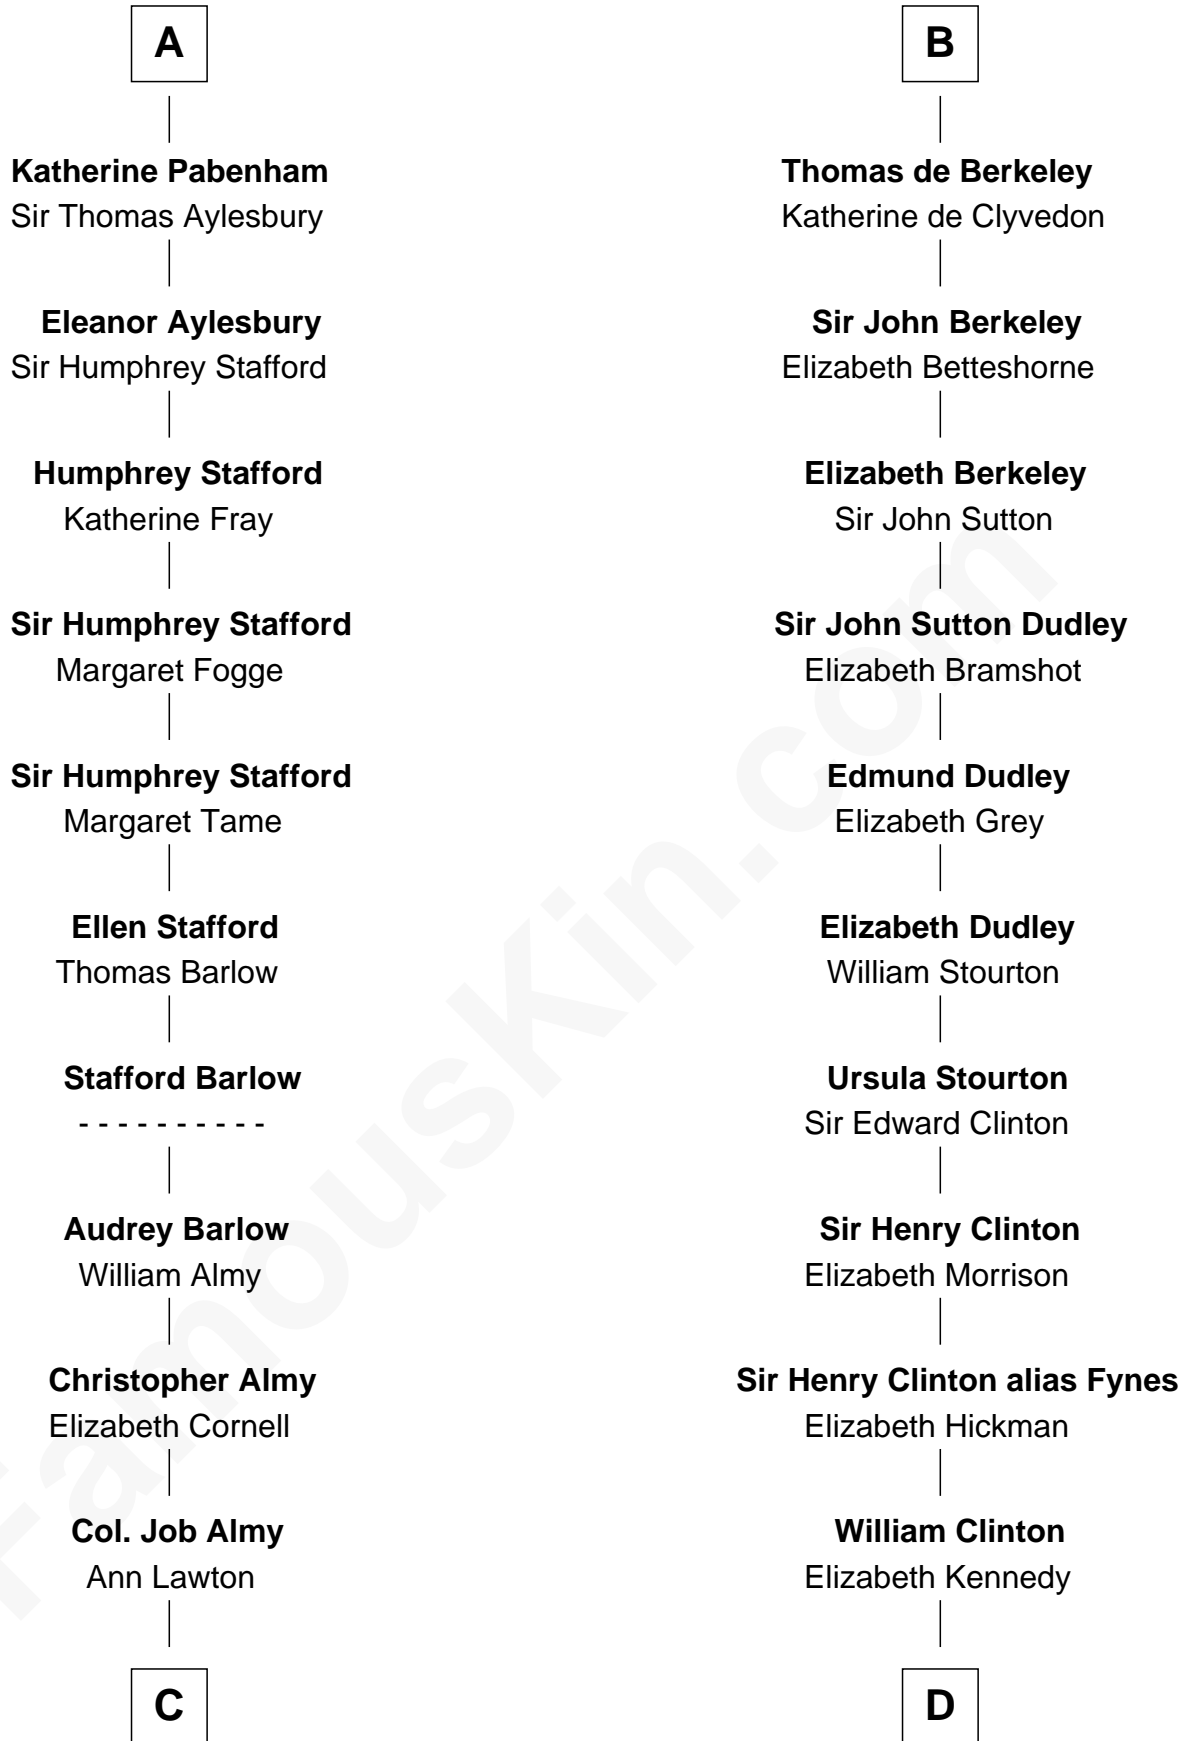 A
Katherine Pabenham
Sir Thomas Aylesbury
Eleanor Aylesbury
Sir Humphrey Stafford
Humphrey Stafford
Katherine Fray
Sir Humphrey Stafford
Margaret Fogge
Sir Humphrey Stafford
Margaret Tame
Ellen Stafford
Thomas Barlow
Stafford Barlow
- - - - - - - - - -
Audrey Barlow
William Almy
Christopher Almy
Elizabeth Cornell
Col. Job Almy
Ann Lawton
C
B
Thomas de Berkeley
Katherine de Clyvedon
Sir John Berkeley
Elizabeth Betteshorne
Elizabeth Berkeley
Sir John Sutton
Sir John Sutton Dudley
Elizabeth Bramshot
Edmund Dudley
Elizabeth Grey
Elizabeth Dudley
William Stourton
Ursula Stourton
Sir Edward Clinton
Sir Henry Clinton
Elizabeth Morrison
Sir Henry Clinton alias Fynes
Elizabeth Hickman
William Clinton
Elizabeth Kennedy
D
FamousKin.com